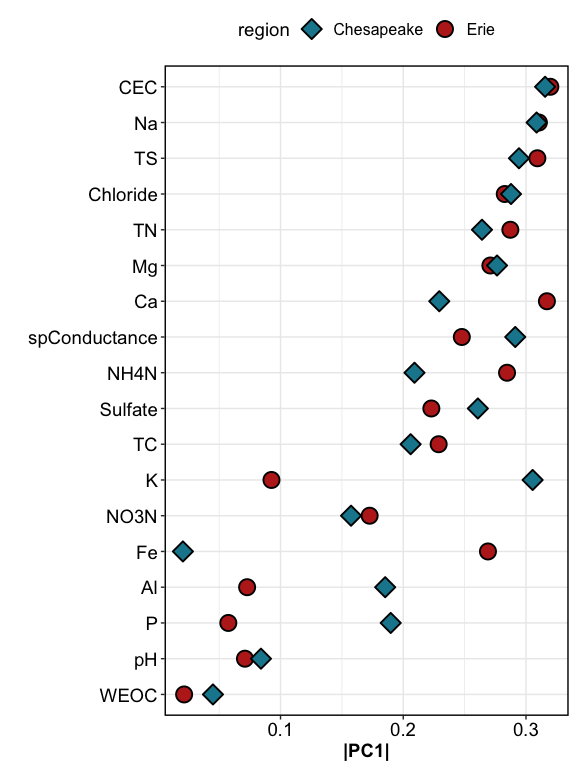 region Chesapeake Erie
CEC
Na
TS
Chloride
TN
Mg
Ca
spConductance
NH4N
Sulfate
TC
K
NO3N
Fe
Al
P
pH
WEOC
0.1 0.2 0.3
|PC1|